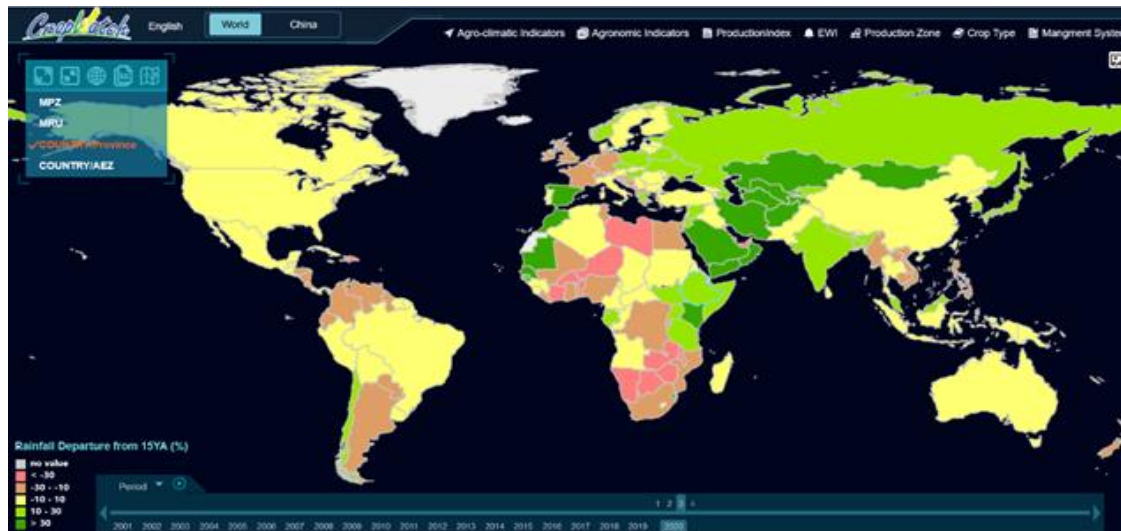 CropWatch English World China
Agro-climatic Indicators Agronomic Indicators ProductionIndex EWI Production Zone Crop Type Mangment System
MPZ
MRU
COUNTRY/Province
COUNTRY/AEZ
Rainfall Departure from 15YA (%)
no value
< -30
-30 - -10
-10 - 10
10 - 30
> 30
Period
1 2 3 4
2001 2002 2003 2004 2005 2006 2007 2008 2009 2010 2011 2012 2013 2014 2015 2016 2017 2018 2019 2020